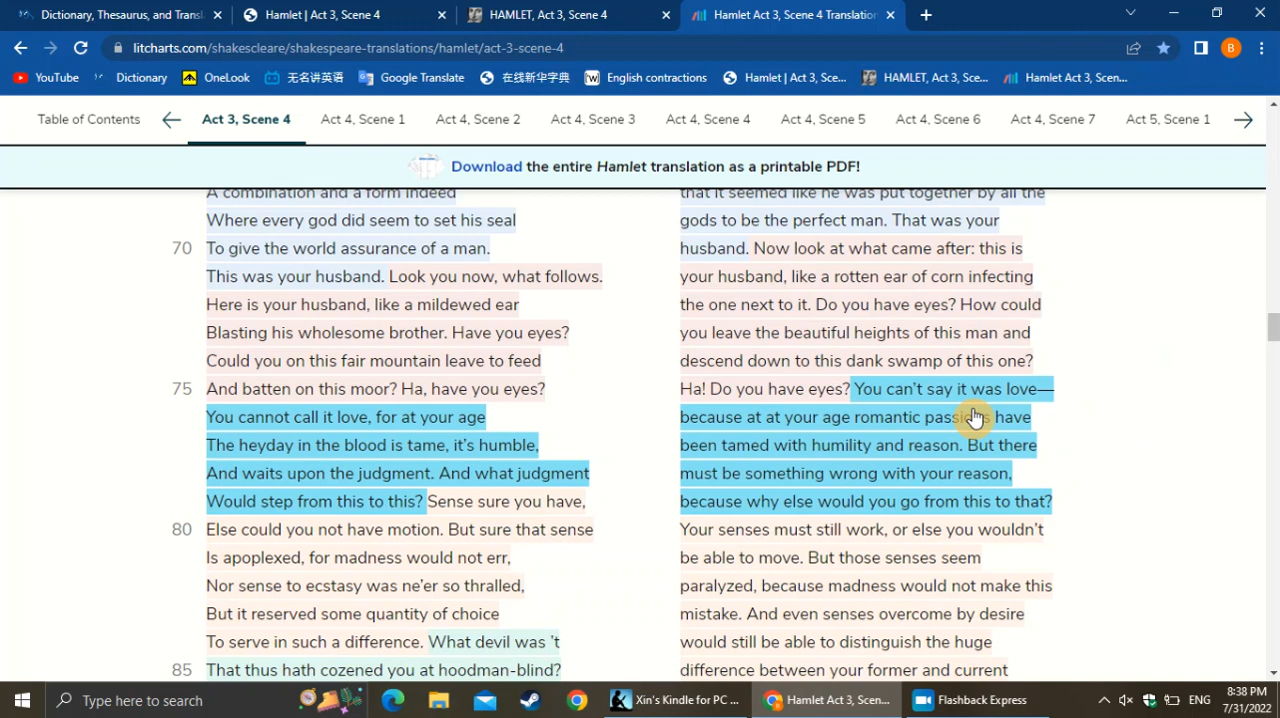 Dictionary, Thesaurus, and Transl
Hamlet | Act 3, Scene 4
HAMLET, Act 3, Scene 4
Hamlet Act 3, Scene 4 Translation
litcharts.com/shakescleare/shakespeare-translations/hamlet/act-3-scene-4
B
YouTube
Dictionary
OneLook
无名讲英语
Google Translate
在线新华字典
English contractions
Hamlet | Act 3, Sce...
HAMLET, Act 3, Sce...
Hamlet Act 3, Scen...
Table of Contents
Act 3, Scene 4
Act 4, Scene 1
Act 4, Scene 2
Act 4, Scene 3
Act 4, Scene 4
Act 4, Scene 5
Act 4, Scene 6
Act 4, Scene 7
Act 5, Scene 1
Download the entire Hamlet translation as a printable PDF!
A combination and a form indeed
Where every god did seem to set his seal
70 To give the world assurance of a man.
This was your husband. Look you now, what follows.
Here is your husband, like a mildewed ear
Blasting his wholesome brother. Have you eyes?
Could you on this fair mountain leave to feed
75 And batten on this moor? Ha, have you eyes?
You cannot call it love, for at your age
The heyday in the blood is tame, it's humble,
And waits upon the judgment. And what judgment
Would step from this to this? Sense sure you have,
80 Else could you not have motion. But sure that sense
Is apoplexed, for madness would not err,
Nor sense to ecstasy was ne'er so thralled,
But it reserved some quantity of choice
To serve in such a difference. What devil was 't
85 That thus hath cozened you at hoodman-blind?
that it seemed like he was put together by all the
gods to be the perfect man. That was your
husband. Now look at what came after: this is
your husband, like a rotten ear of corn infecting
the one next to it. Do you have eyes? How could
you leave the beautiful heights of this man and
descend down to this dank swamp of this one?
Ha! Do you have eyes? You can't say it was love—
because at at your age romantic passions have
been tamed with humility and reason. But there
must be something wrong with your reason,
because why else would you go from this to that?
Your senses must still work, or else you wouldn't
be able to move. But those senses seem
paralyzed, because madness would not make this
mistake. And even senses overcome by desire
would still be able to distinguish the huge
difference between your former and current
Type here to search
Xin's Kindle for PC ...
Hamlet Act 3, Scen...
Flashback Express
ENG
8:38 PM
7/31/2022